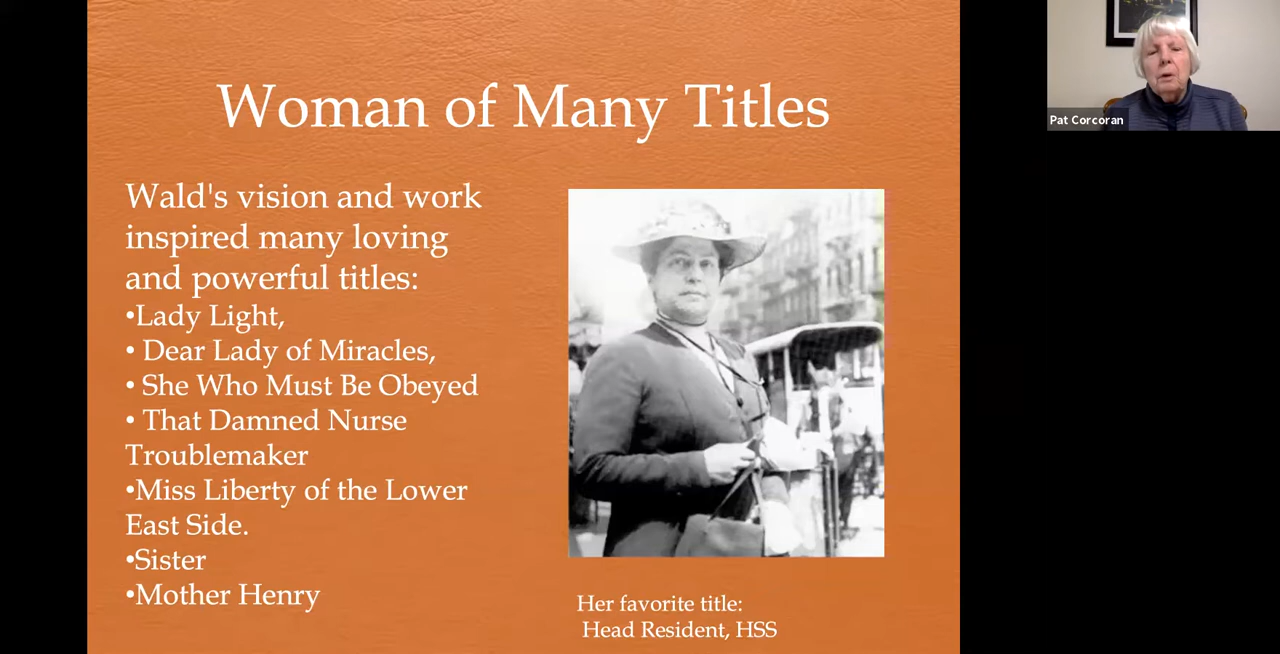 Woman of Many Titles
Wald's vision and work
inspired many loving
and powerful titles:
•Lady Light,
• Dear Lady of Miracles,
• She Who Must Be Obeyed
• That Damned Nurse
Troublemaker
•Miss Liberty of the Lower
East Side.
•Sister
•Mother Henry
Her favorite title:
Head Resident, HSS
Pat Corcoran